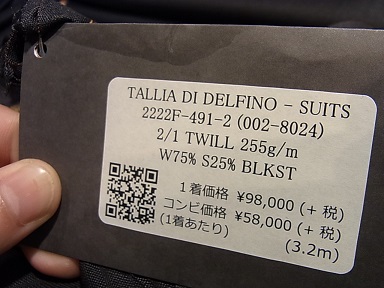 TALLIA DI DELFINO - SUITS
2222F-491-2 (002-8024)
2/1 TWILL 255g/m
W75% S25% BLKST
1着価格 ¥98,000 (+ 税)
コンビ価格 ¥58,000 (+ 税)
(1着あたり)
(3.2m)